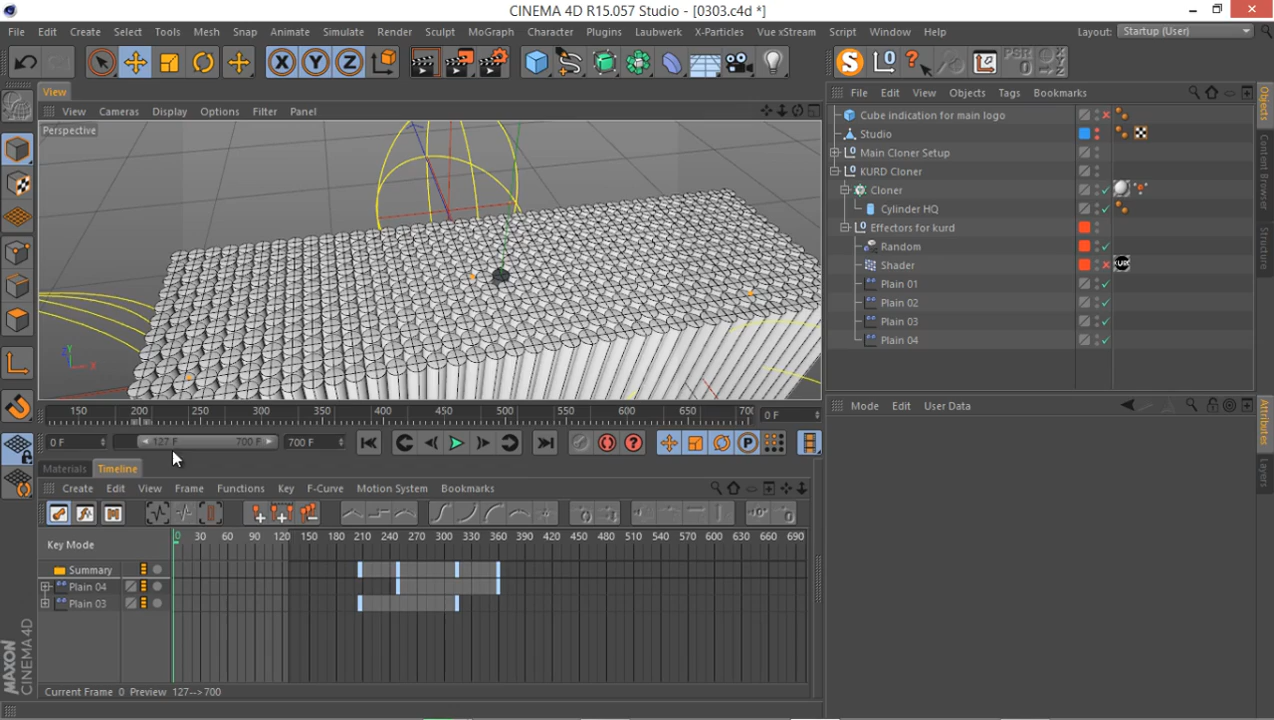 CINEMA 4D R15.057 Studio - [0303.c4d *]
File Edit Create Select Tools Mesh Snap Animate Simulate Render Sculpt MoGraph Character Plugins Laubwerk X-Particles Vue xStream Script Window Help Layout: Startup (User)
X Y Z PSR 0
View
File Edit View Objects Tags Bookmarks
View Cameras Display Options Filter Panel
Perspective
Cube indication for main logo
Studio
Main Cloner Setup
KURD Cloner
Cloner
Cylinder HQ
Effectors for kurd
Random
Shader
Plain 01
Plain 02
Plain 03
Plain 04
Objects
Content Browser
Structure
Y X
Mode Edit User Data
Attributes
Layers
150 200 250 300 350 400 450 500 550 600 650 700 0 F
0 F 127 F 700 F 700 F
Materials Timeline
Create Edit View Frame Functions Key F-Curve Motion System Bookmarks
Key Mode
0 30 60 90 120 150 180 210 240 270 300 330 360 390 420 450 480 510 540 570 600 630 660 690
Summary
Plain 04
Plain 03
Current Frame 0 Preview 127-->700
MAXON
CINEMA 4D